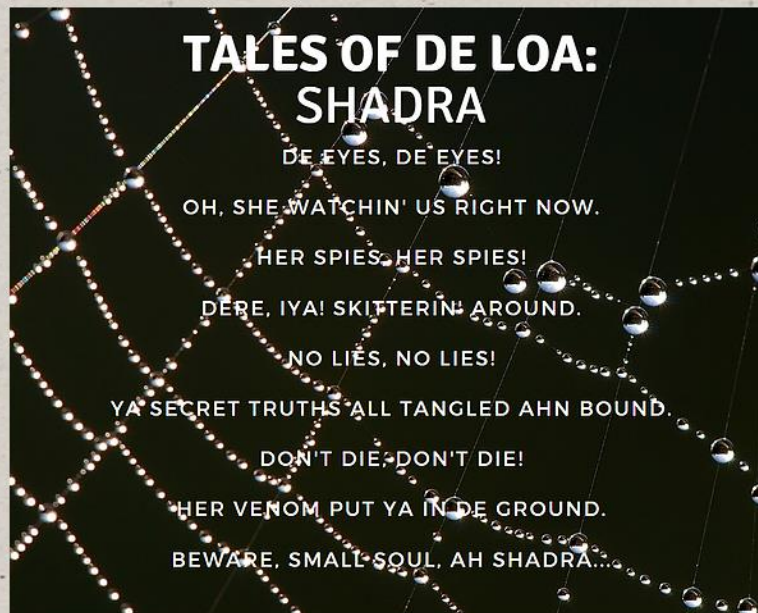 TALES OF DE LOA:
SHADRA
DE EYES, DE EYES!
OH, SHE WATCHIN' US RIGHT NOW.
HER SPIES, HER SPIES!
DERE, IYA! SKITTERIN' AROUND.
NO LIES, NO LIES!
YA SECRET TRUTHS ALL TANGLED AHN BOUND.
DON'T DIE, DON'T DIE!
HER VENOM PUT YA IN DE GROUND.
BEWARE, SMALL SOUL, AH SHADRA...